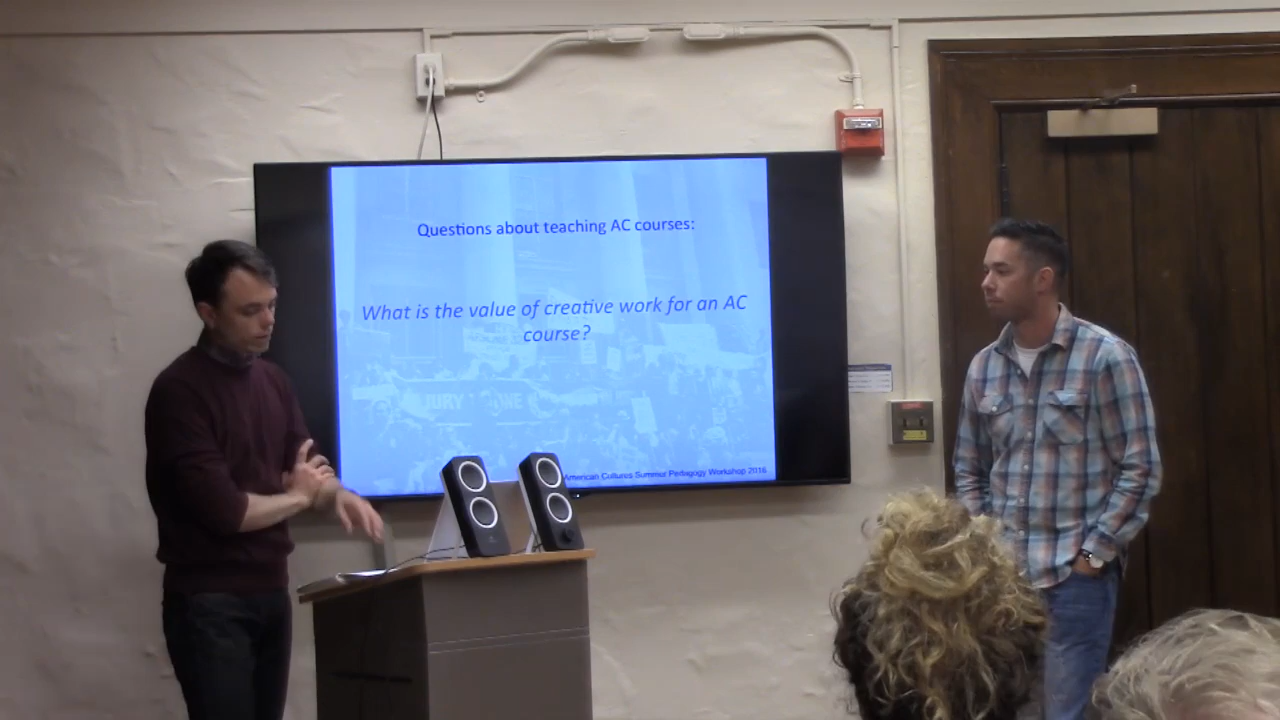 Questions about teaching AC courses:
What is the value of creative work for an AC
course?
JURY
American Cultures Summer Pedagogy Workshop 2016